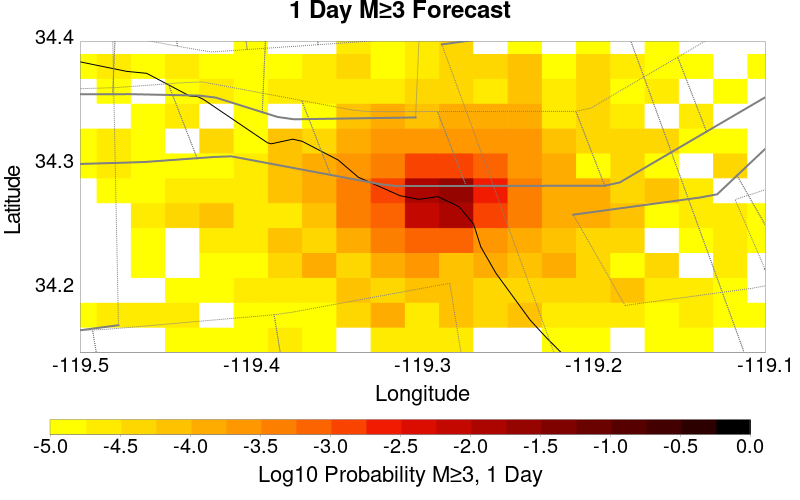 1 Day M≥3 Forecast
34.4
34.3
34.2
Latitude
-119.5 -119.4 -119.3 -119.2 -119.1
Longitude
-5.0 -4.5 -4.0 -3.5 -3.0 -2.5 -2.0 -1.5 -1.0 -0.5 0.0
Log10 Probability M≥3, 1 Day